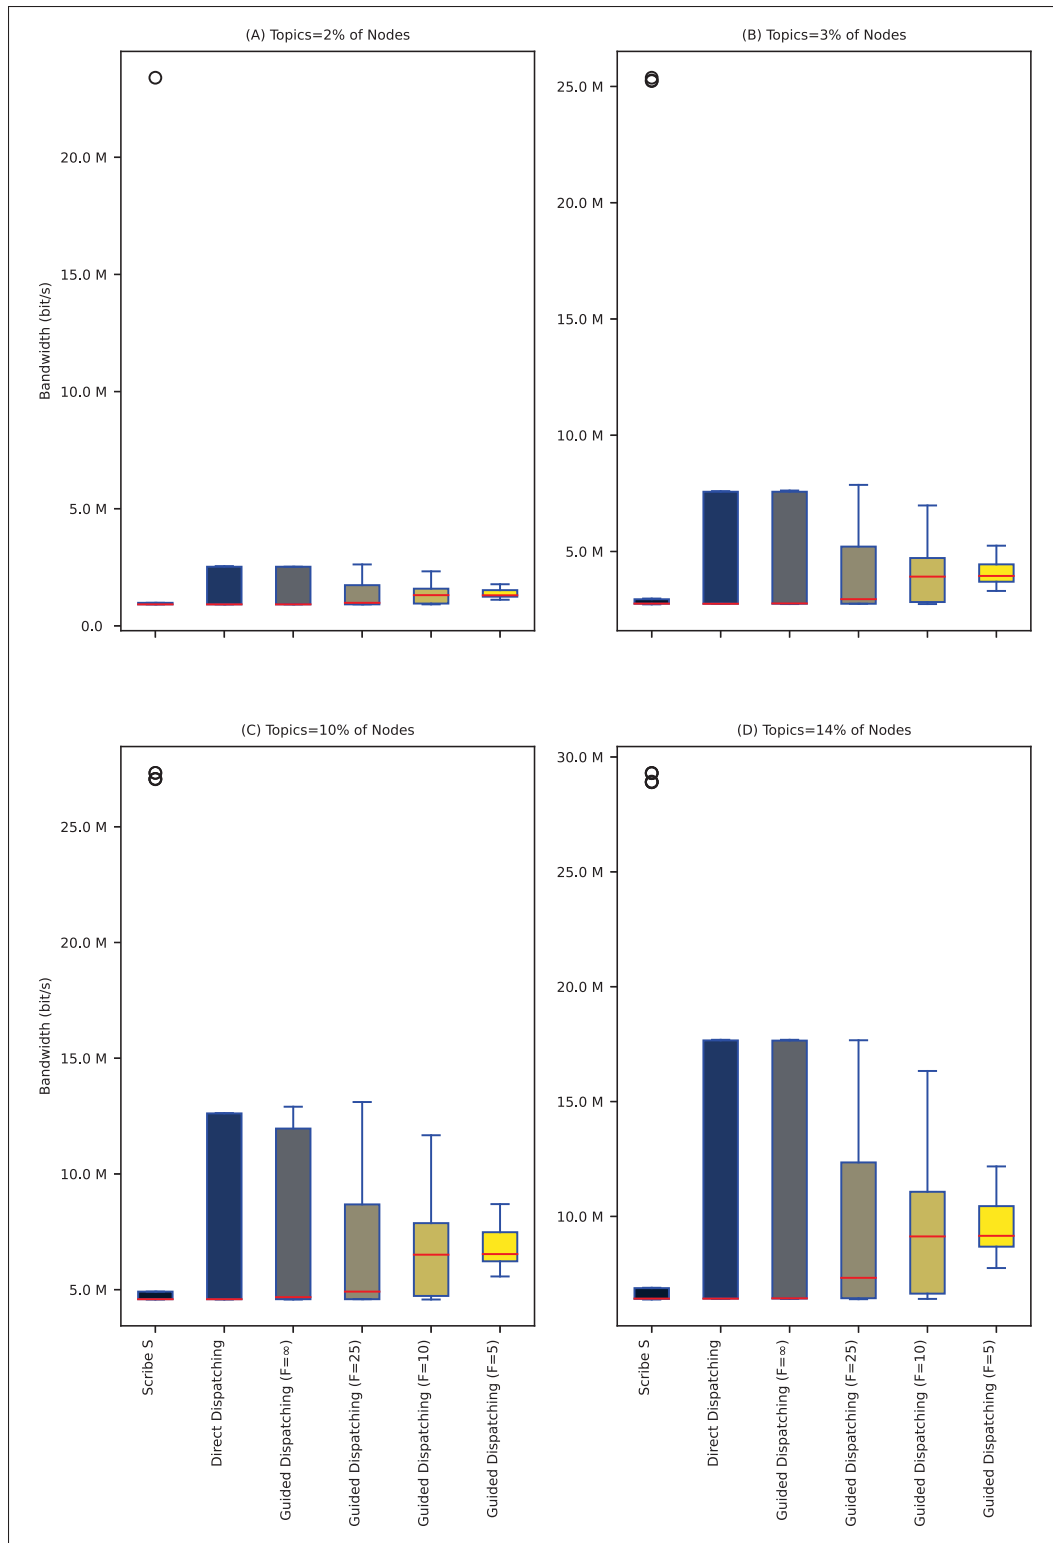 (A) Topics=2% of Nodes
20.0 M
15.0 M
10.0 M
5.0 M
0.0
Bandwidth (bit/s)
(B) Topics=3% of Nodes
25.0 M
20.0 M
15.0 M
10.0 M
5.0 M
(C) Topics=10% of Nodes
25.0 M
20.0 M
15.0 M
10.0 M
5.0 M
Bandwidth (bit/s)
Scribe S
Direct Dispatching
Guided Dispatching (F=∞)
Guided Dispatching (F=25)
Guided Dispatching (F=10)
Guided Dispatching (F=5)
(D) Topics=14% of Nodes
30.0 M
25.0 M
20.0 M
15.0 M
10.0 M
Scribe S
Direct Dispatching
Guided Dispatching (F=∞)
Guided Dispatching (F=25)
Guided Dispatching (F=10)
Guided Dispatching (F=5)